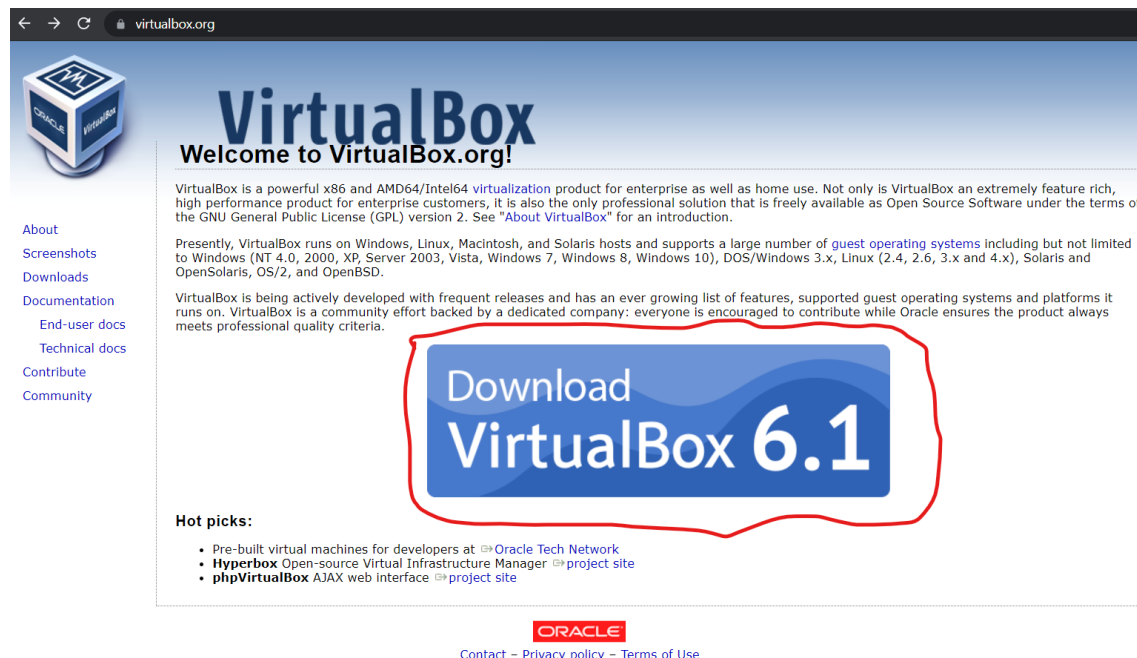 virtualbox.org
ORACLE
VirtualBox
VirtualBox
Welcome to VirtualBox.org!
VirtualBox is a powerful x86 and AMD64/Intel64 virtualization product for enterprise as well as home use. Not only is VirtualBox an extremely feature rich,
high performance product for enterprise customers, it is also the only professional solution that is freely available as Open Source Software under the terms of
the GNU General Public License (GPL) version 2. See "About VirtualBox" for an introduction.
Presently, VirtualBox runs on Windows, Linux, Macintosh, and Solaris hosts and supports a large number of guest operating systems including but not limited
to Windows (NT 4.0, 2000, XP, Server 2003, Vista, Windows 7, Windows 8, Windows 10), DOS/Windows 3.x, Linux (2.4, 2.6, 3.x and 4.x), Solaris and
OpenSolaris, OS/2, and OpenBSD.
VirtualBox is being actively developed with frequent releases and has an ever growing list of features, supported guest operating systems and platforms it
runs on. VirtualBox is a community effort backed by a dedicated company: everyone is encouraged to contribute while Oracle ensures the product always
meets professional quality criteria.
About
Screenshots
Downloads
Documentation
End-user docs
Technical docs
Contribute
Community
Download
VirtualBox 6.1
Hot picks:
• Pre-built virtual machines for developers at Oracle Tech Network
• Hyperbox Open-source Virtual Infrastructure Manager project site
• phpVirtualBox AJAX web interface project site
ORACLE
Contact – Privacy policy – Terms of Use